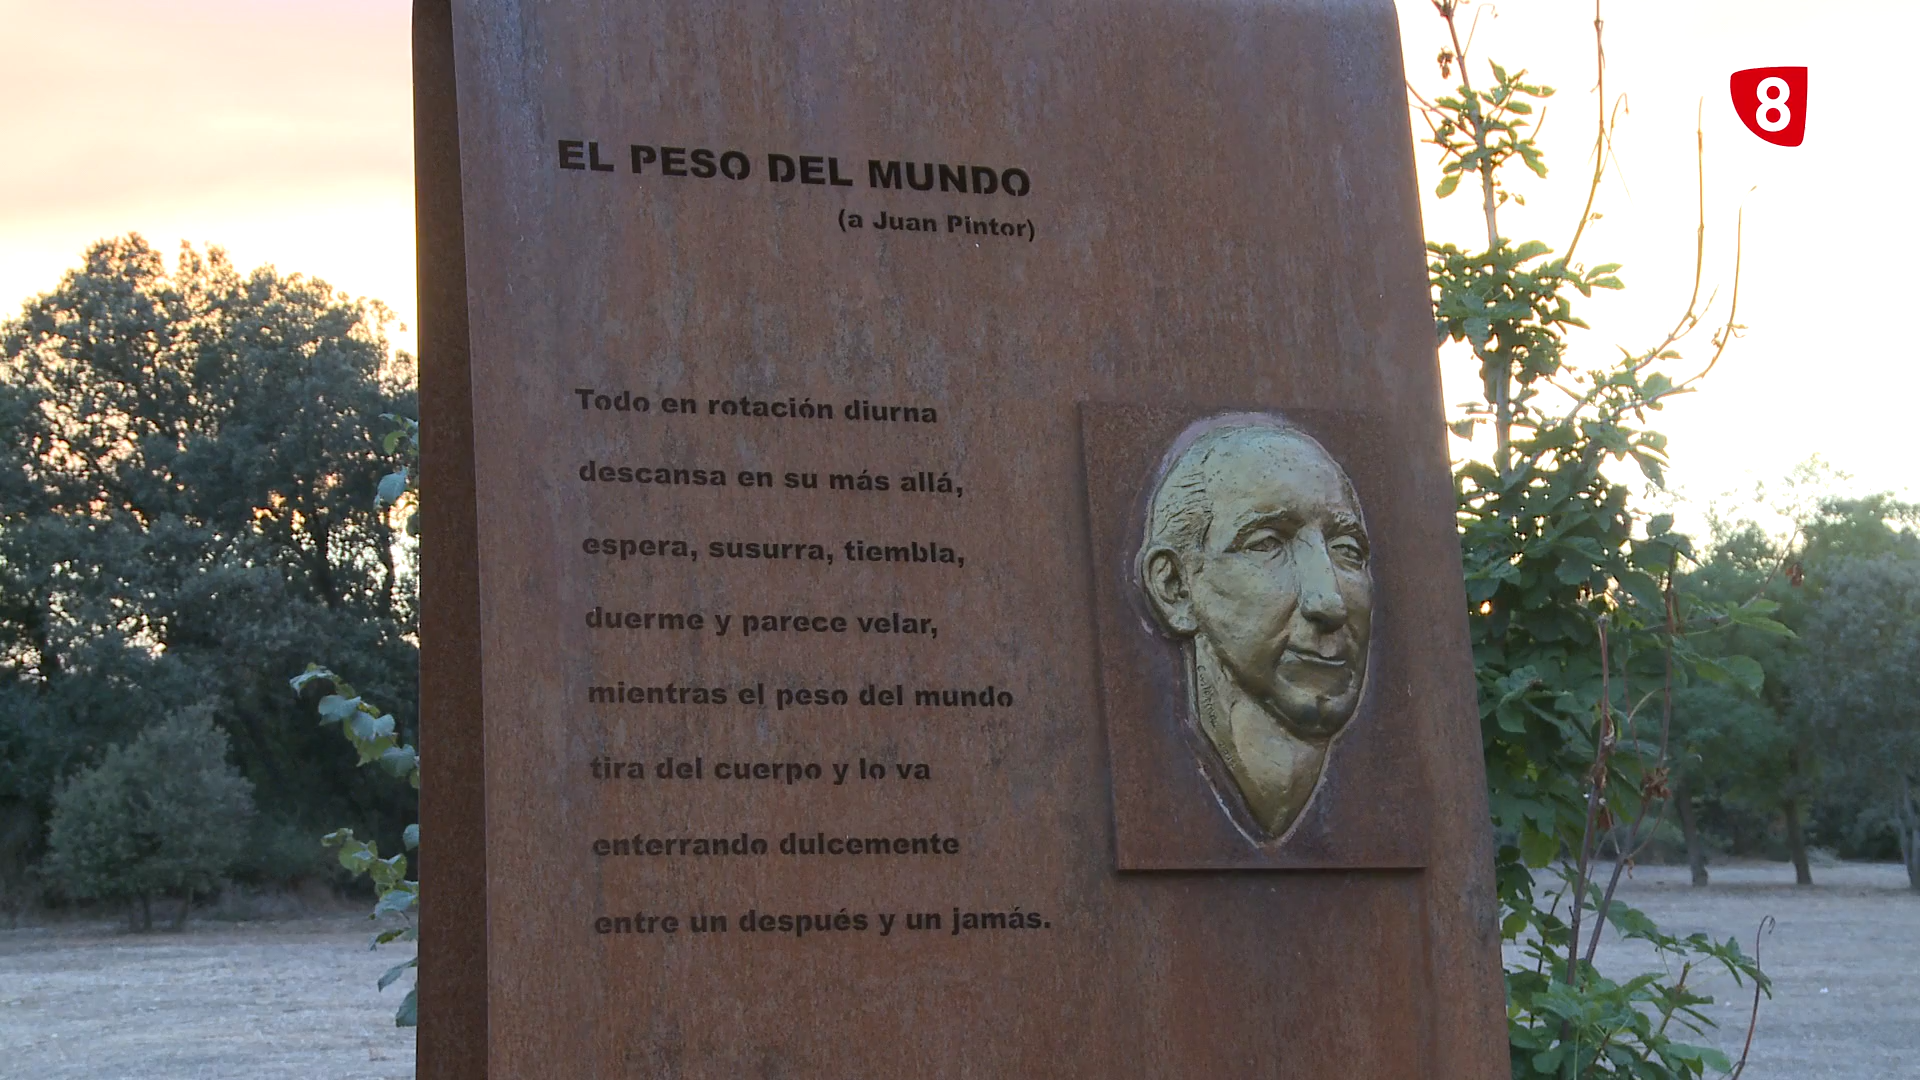 8
EL PESO DEL MUNDO
(a Juan Pintor)
Todo en rotación diurna
descansa en su más allá,
espera, susurra, tiembla,
duerme y parece velar,
mientras el peso del mundo
tira del cuerpo y lo va
enterrando dulcemente
entre un después y un jamás.